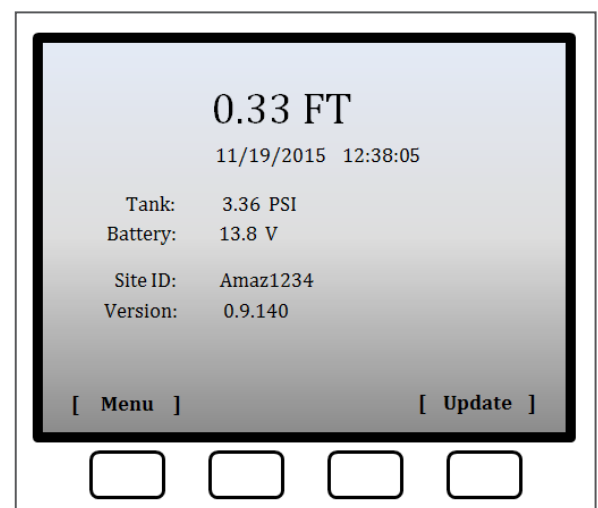 0.33 FT
11/19/2015 12:38:05
Tank: 3.36 PSI
Battery: 13.8 V
Site ID: Amaz1234
Version: 0.9.140
[ Menu ] [ Update ]